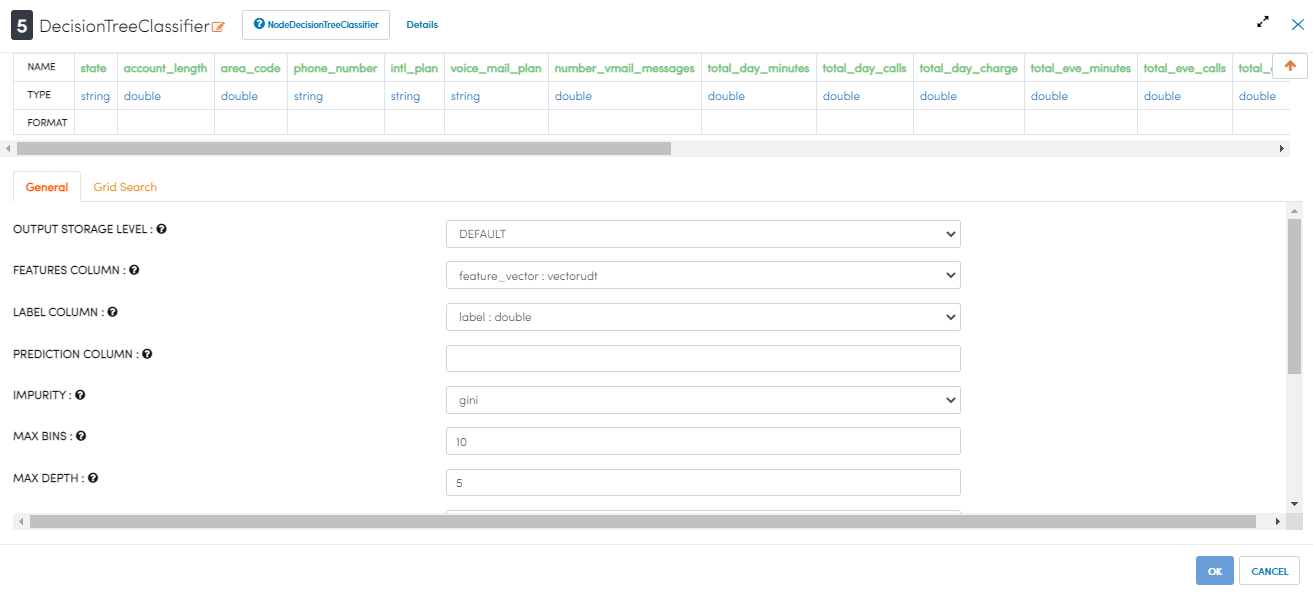 5 DecisionTreeClassifier NodeDecisionTreeClassifier Details
NAME state account_length area_code phone_number intl_plan voice_mail_plan number_vmail_messages total_day_minutes total_day_calls total_day_charge total_eve_minutes total_eve_calls
TYPE string double double string string string double double double double double double double
FORMAT
General Grid Search
OUTPUT STORAGE LEVEL : DEFAULT
FEATURES COLUMN : feature_vector : vectorudt
LABEL COLUMN : label : double
PREDICTION COLUMN :
IMPURITY : gini
MAX BINS : 10
MAX DEPTH : 5
OK CANCEL